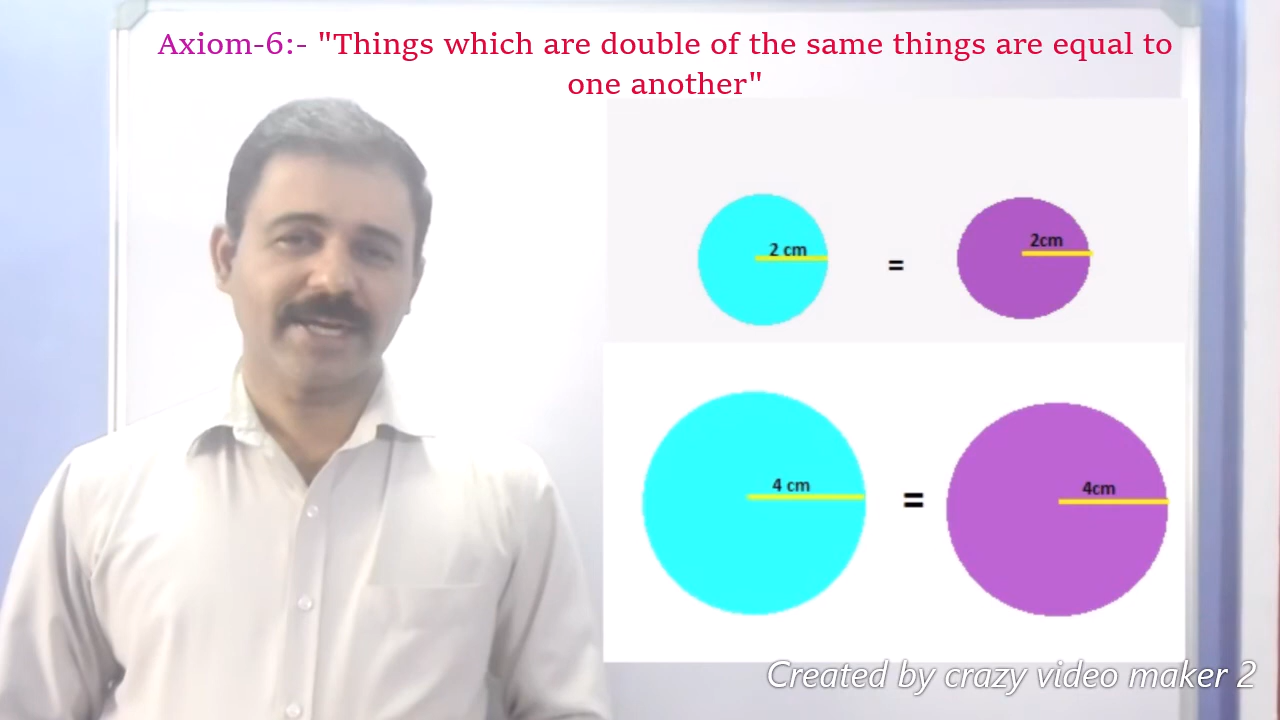 Axiom-6:- "Things which are double of the same things are equal to
one another"
2 cm = 2cm
4 cm = 4cm
Created by crazy video maker 2